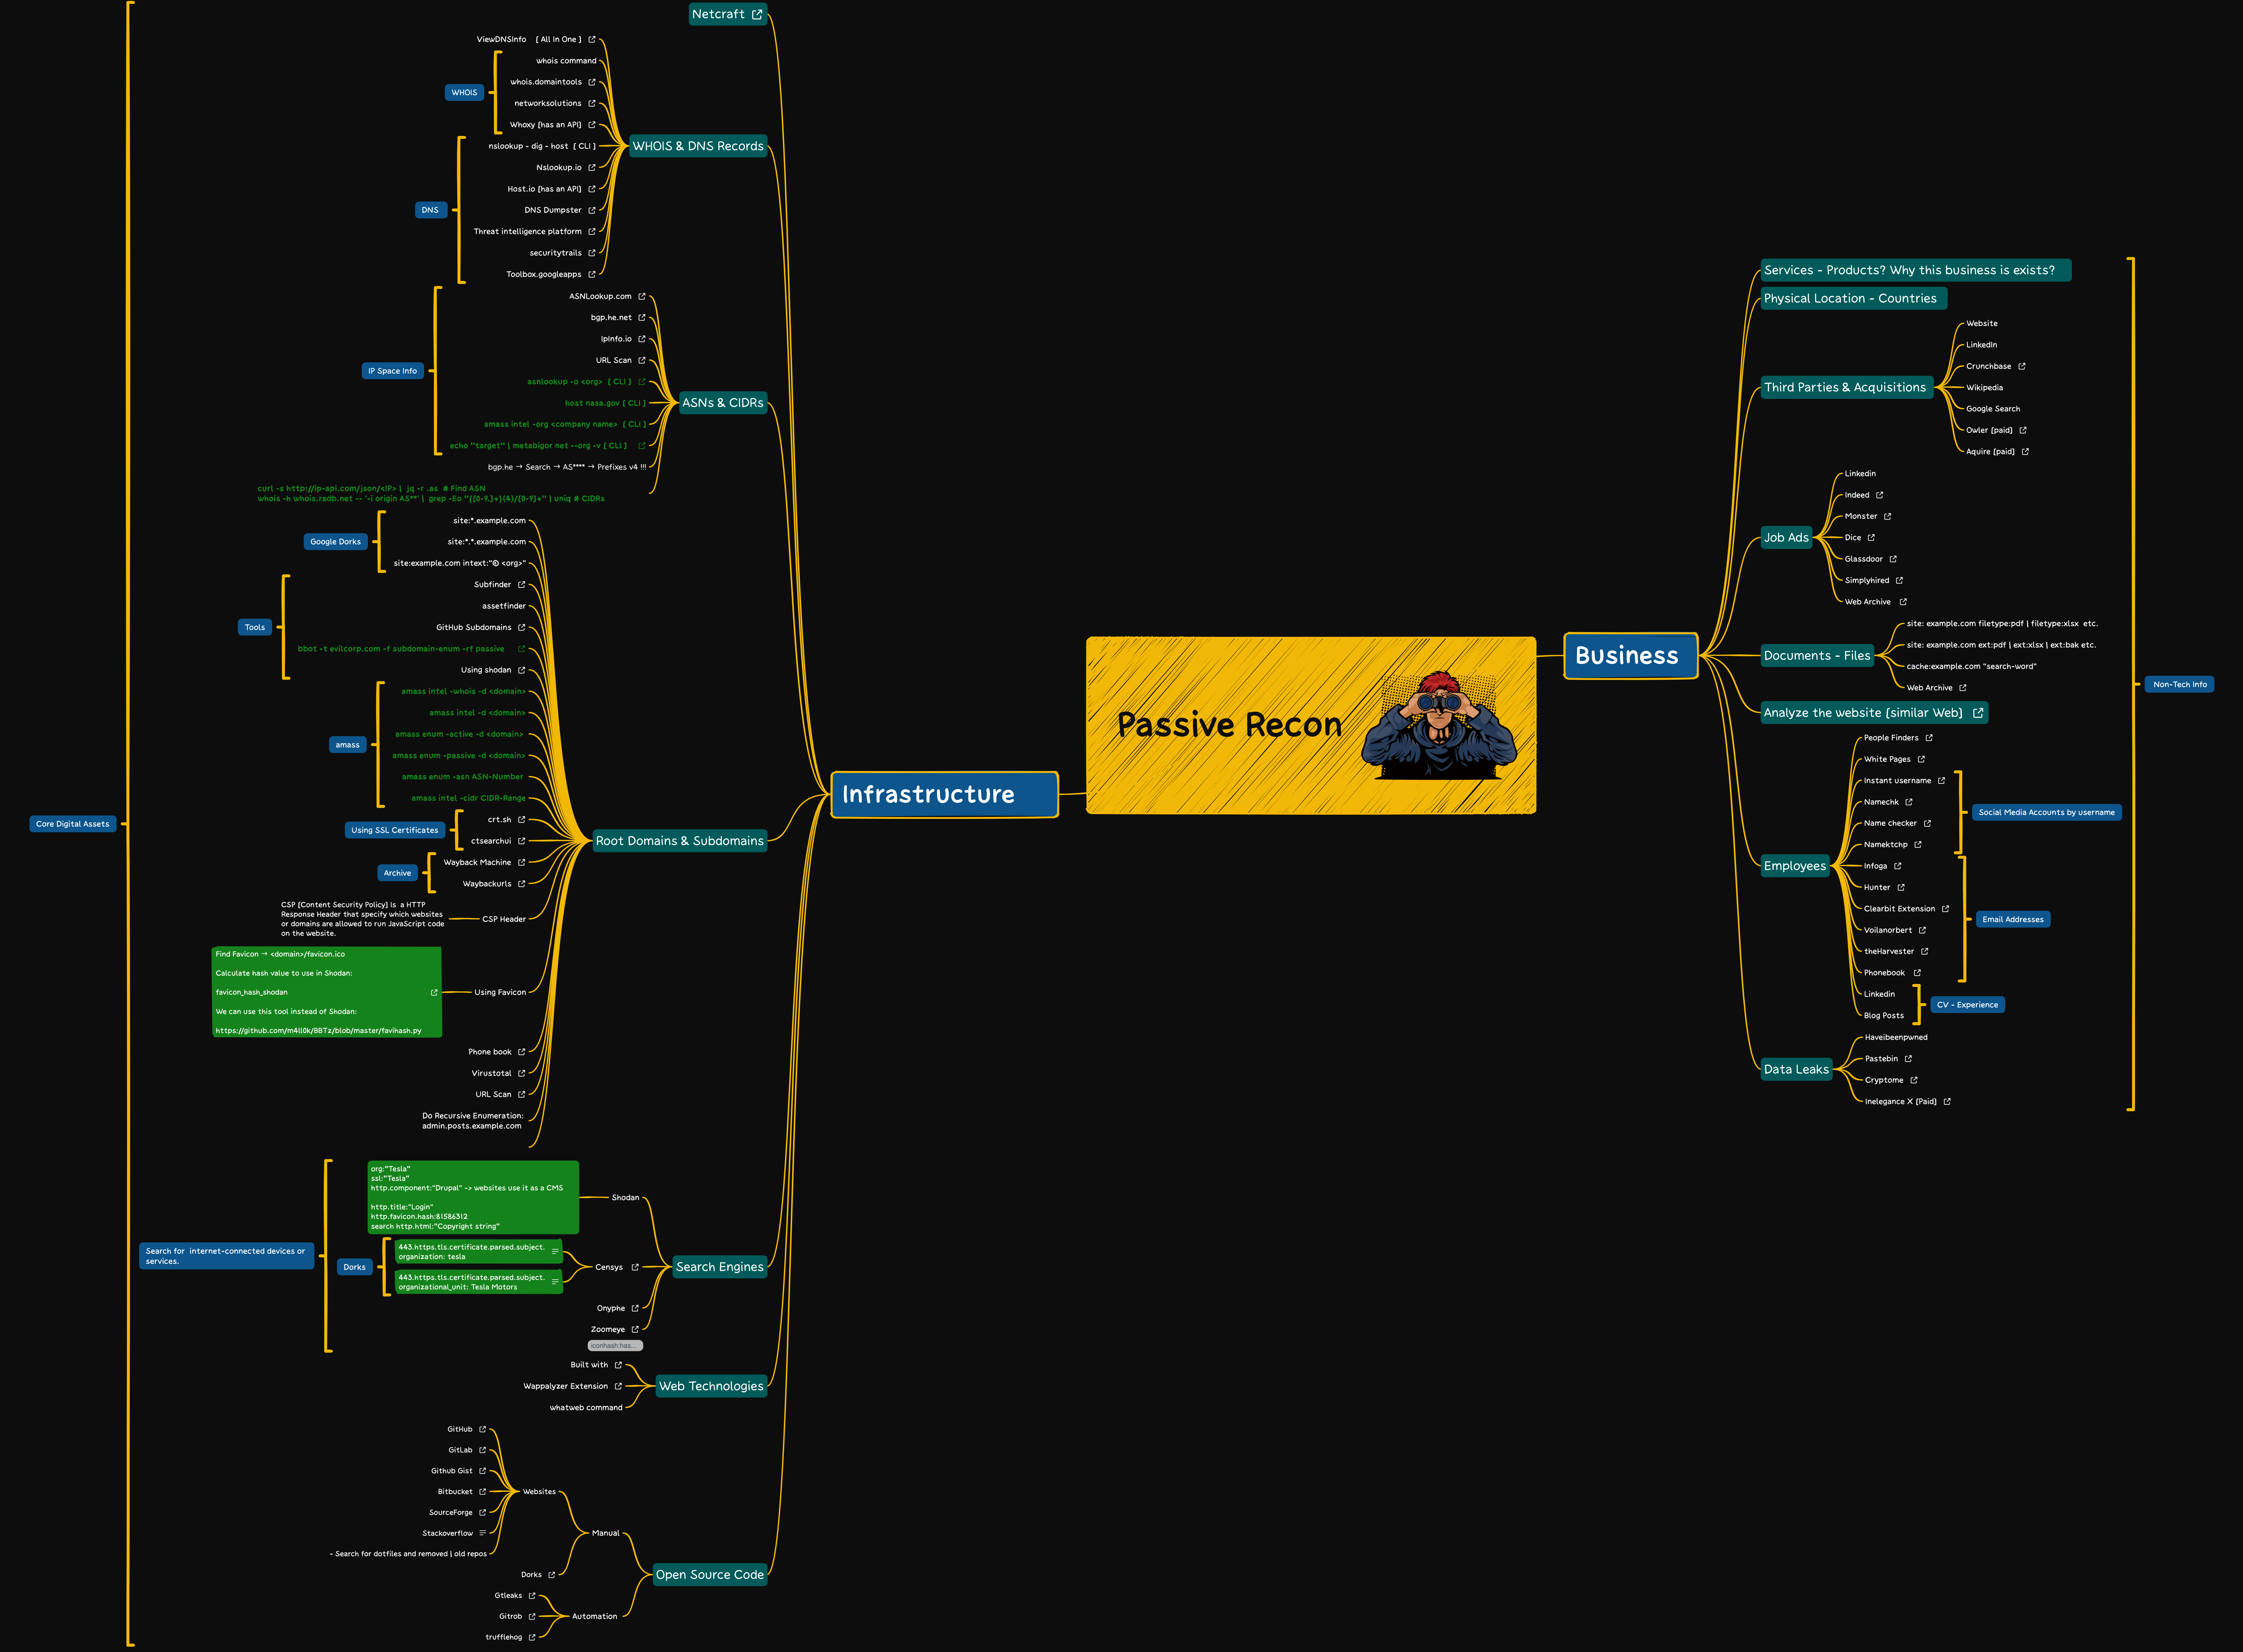 Netcraft
ViewDNSInfo [ All In One ]
whois command
whois.domaintools
networksolutions
Whoxy [has an API]
WHOIS
nslookup - dig - host [ CLI ]
Nslookup.io
Host.io [has an API]
DNS Dumpster
Threat intelligence platform
securitytrails
Toolbox.googleapps
DNS
WHOIS & DNS Records
ASNLookup.com
bgp.he.net
IpInfo.io
URL Scan
asnlookup -o <org> [ CLI ]
host nasa.gov [ CLI ]
amass intel -org <company name> [ CLI ]
echo "target" | metabigor net --org -v [ CLI ]
IP Space Info
bgp.he → Search → AS**** → Prefixes v4 !!!
curl -s http://ip-api.com/json/<IP> | jq -r .as # Find ASN
whois -h whois.radb.net -- '-i origin AS**' | grep -Eo "([0-9.]+){4}/[0-9]+" | uniq # CIDRs
ASNs & CIDRs
site:*.example.com
site:*.*.example.com
site:example.com intext:"© <org>"
Google Dorks
Subfinder
assetfinder
GitHub Subdomains
bbot -t evilcorp.com -f subdomain-enum -rf passive
Using shodan
Tools
amass intel -whois -d <domain>
amass intel -d <domain>
amass enum -active -d <domain>
amass enum -passive -d <domain>
amass enum -asn ASN-Number
amass intel -cidr CIDR-Range
amass
crt.sh
ctsearchui
Using SSL Certificates
Wayback Machine
Waybackurls
Archive
CSP Header
CSP [Content Security Policy] Is a HTTP
Response Header that specify which websites
or domains are allowed to run JavaScript code
on the website.
Using Favicon
Find Favicon → <domain>/favicon.ico
Calculate hash value to use in Shodan:
favicon_hash_shodan
We can use this tool instead of Shodan:
https://github.com/m4ll0k/BBTz/blob/master/favihash.py
Phone book
Virustotal
URL Scan
Do Recursive Enumeration:
admin.posts.example.com
Root Domains & Subdomains
Core Digital Assets
Shodan
org:"Tesla"
ssl:"Tesla"
http.component:"Drupal" -> websites use it as a CMS
http.title:"Login"
http.favicon.hash:81586312
search http.html:"Copyright string"
Censys
443.https.tls.certificate.parsed.subject.
organization: tesla
443.https.tls.certificate.parsed.subject.
organizational_unit: Tesla Motors
Dorks
Onyphe
Zoomeye
iconhash:has...
Search for internet-connected devices or
services.
Search Engines
Built with
Wappalyzer Extension
whatweb command
Web Technologies
GitHub
GitLab
Github Gist
Bitbucket
SourceForge
Stackoverflow
- Search for dotfiles and removed | old repos
Websites
Dorks
Manual
Gtleaks
Gitrob
trufflehog
Automation
Open Source Code
Infrastructure
Passive Recon
Business
Services - Products? Why this business is exists?
Physical Location - Countries
Third Parties & Acquisitions
Website
LinkedIn
Crunchbase
Wikipedia
Google Search
Owler [paid]
Aquire [paid]
Job Ads
Linkedin
Indeed
Monster
Dice
Glassdoor
Simplyhired
Web Archive
Documents - Files
site: example.com filetype:pdf | filetype:xlsx etc.
site: example.com ext:pdf | ext:xlsx | ext:bak etc.
cache:example.com "search-word"
Web Archive
Analyze the website [similar Web]
Employees
People Finders
White Pages
Instant username
Namechk
Name checker
Namektchp
Social Media Accounts by username
Infoga
Hunter
Clearbit Extension
Voilanorbert
theHarvester
Phonebook
Email Addresses
Linkedin
Blog Posts
CV - Experience
Data Leaks
Haveibeenpwned
Pastebin
Cryptome
Inelegance X [Paid]
Non-Tech Info